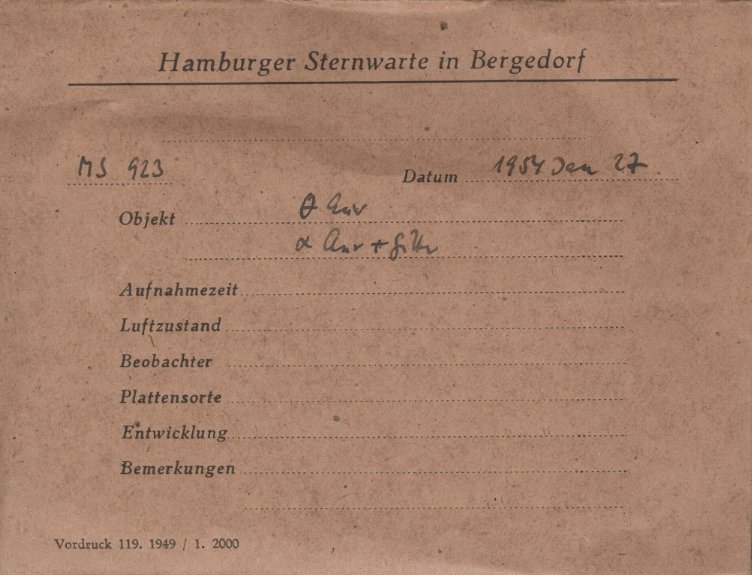 Hamburger Sternwarte in Bergedorf
MS 923 Datum 1954 Jan 27
Objekt θ Aur
α Aur + Gitter
Aufnahmezeit
Luftzustand
Beobachter
Plattensorte
Entwicklung
Bemerkungen
Vordruck 119. 1949 / 1. 2000